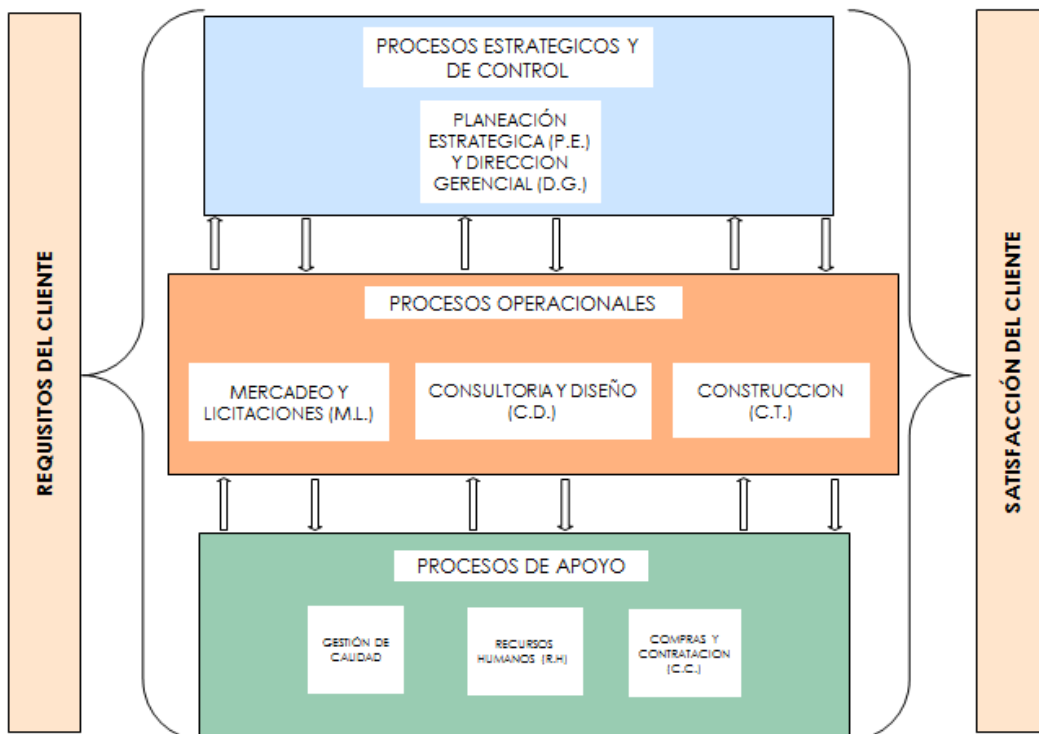 REQUISITOS DEL CLIENTE
PROCESOS ESTRATEGICOS Y
DE CONTROL
PLANEACIÓN
ESTRATEGICA (P.E.)
Y DIRECCION
GERENCIAL (D.G.)
PROCESOS OPERACIONALES
MERCADEO Y
LICITACIONES (M.L.)
CONSULTORIA Y DISEÑO
(C.D.)
CONSTRUCCION
(C.T.)
PROCESOS DE APOYO
GESTIÓN DE
CAUDAD
RECURSOS
HUMANOS (R.H)
COMPRAS Y
CONTRATACION
(C.C.)
SATISFACCIÓN DEL CLIENTE